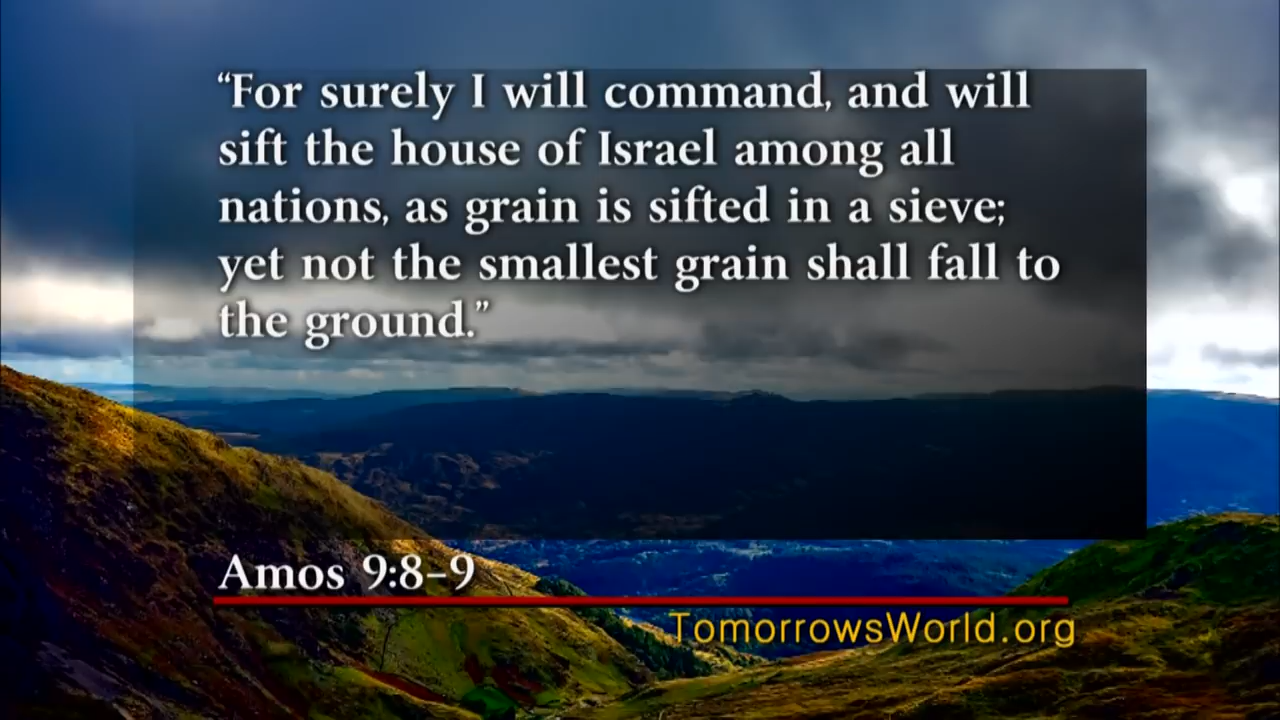 “For surely I will command, and will
sift the house of Israel among all
nations, as grain is sifted in a sieve;
yet not the smallest grain shall fall to
the ground.”
Amos 9:8–9
TomorrowsWorld.org